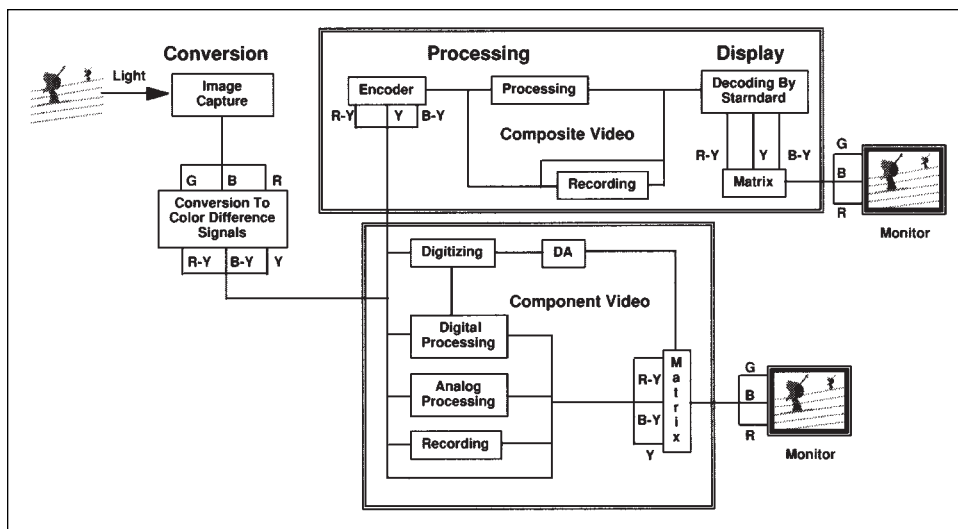 Conversion
Processing
Display
Light
Image
Capture
Encoder
R-Y
Y
B-Y
Processing
Composite Video
Recording
Decoding By
Starndard
R-Y
Y
B-Y
Matrix
G
B
R
Monitor
G
B
R
Conversion To
Color Difference
Signals
R-Y
B-Y
Y
Digitizing
DA
Component Video
Digital
Processing
Analog
Processing
Recording
R-Y
B-Y
Y
Matrix
G
B
R
Monitor